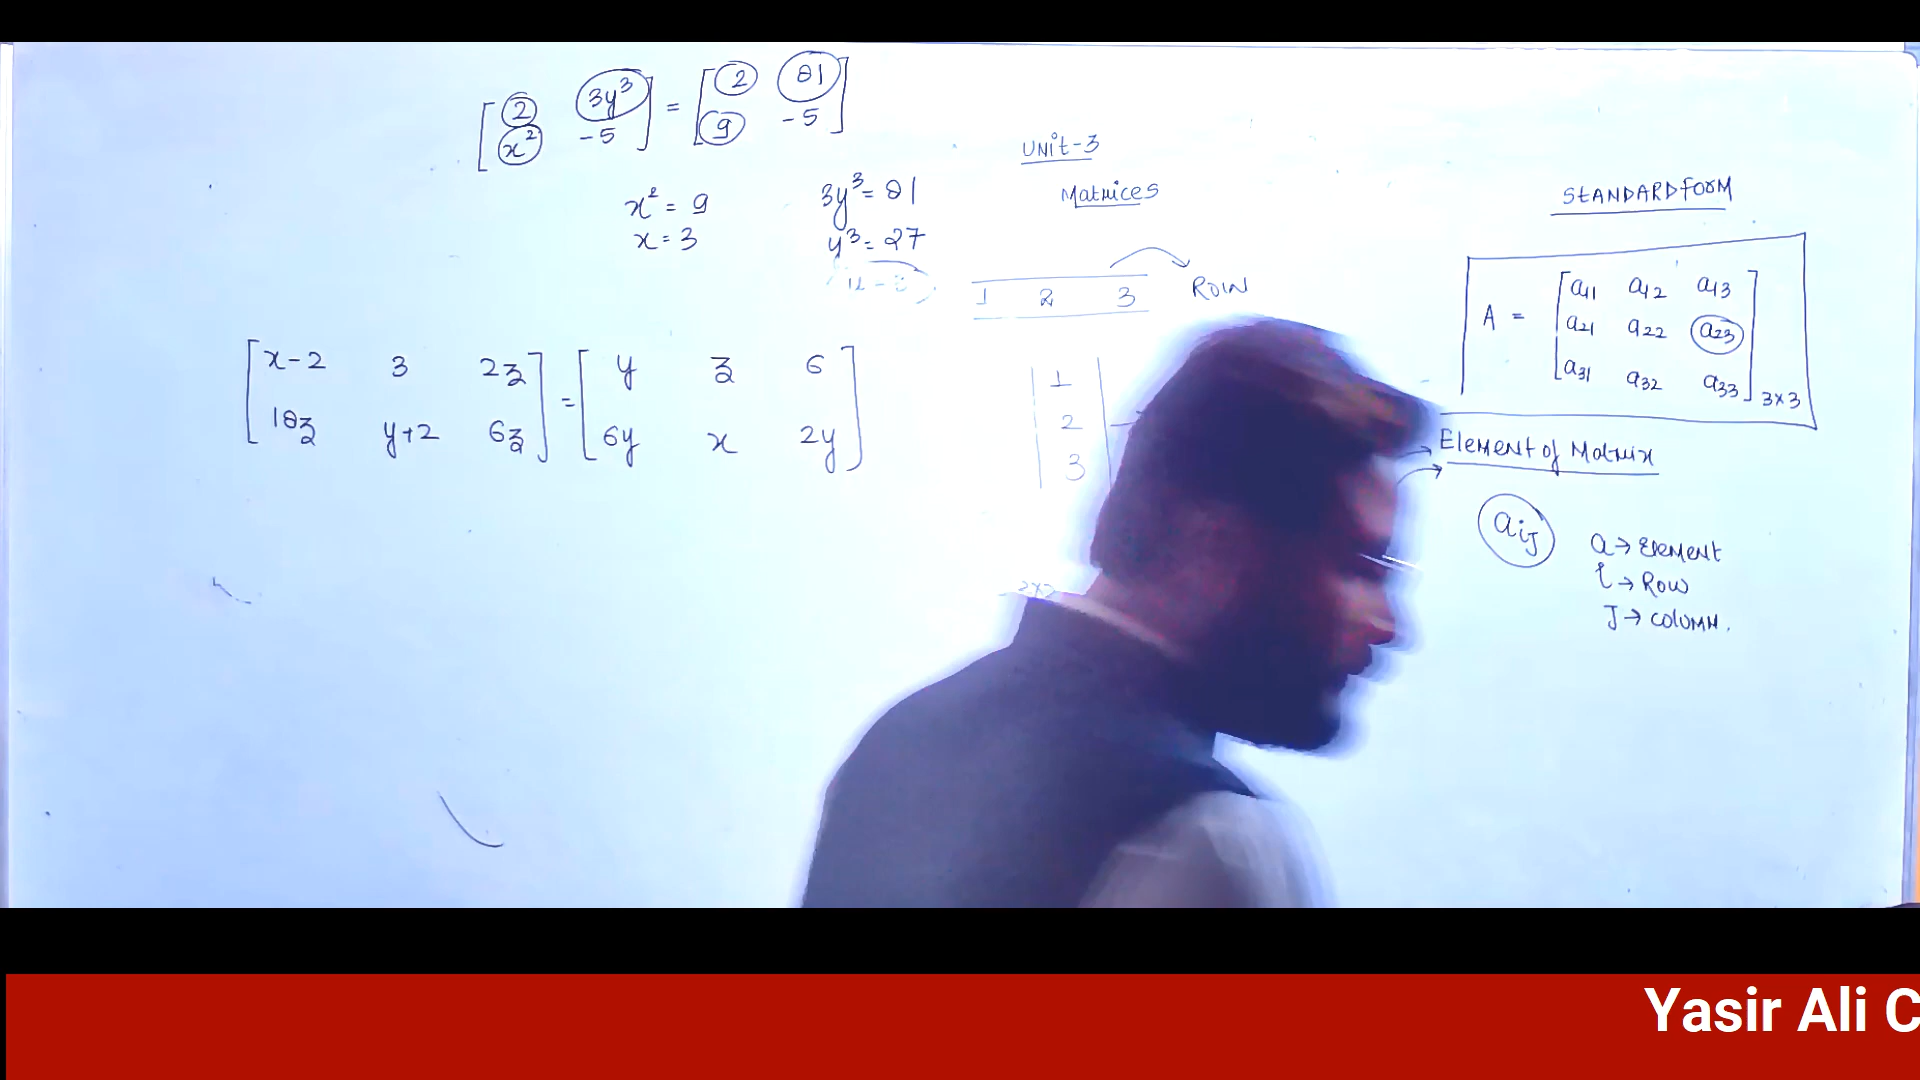 [2 3y³] = [2 81]
[x² -5] [9 -5]
x² = 9
x = 3
3y³ = 81
y³ = 27
UNit-3
Matrices
1 2 3 ROW
1
2
3
[x-2 3 2z] = [y z 6]
[18z y+2 6z] [6y x 2y]
STANDARD FORM
A = [a11 a12 a13]
[a21 a22 a23]
[a31 a32 a33] 3×3
Element of Matrix
aiJ
a → Element
i → Row
J → column.
Yasir Ali C